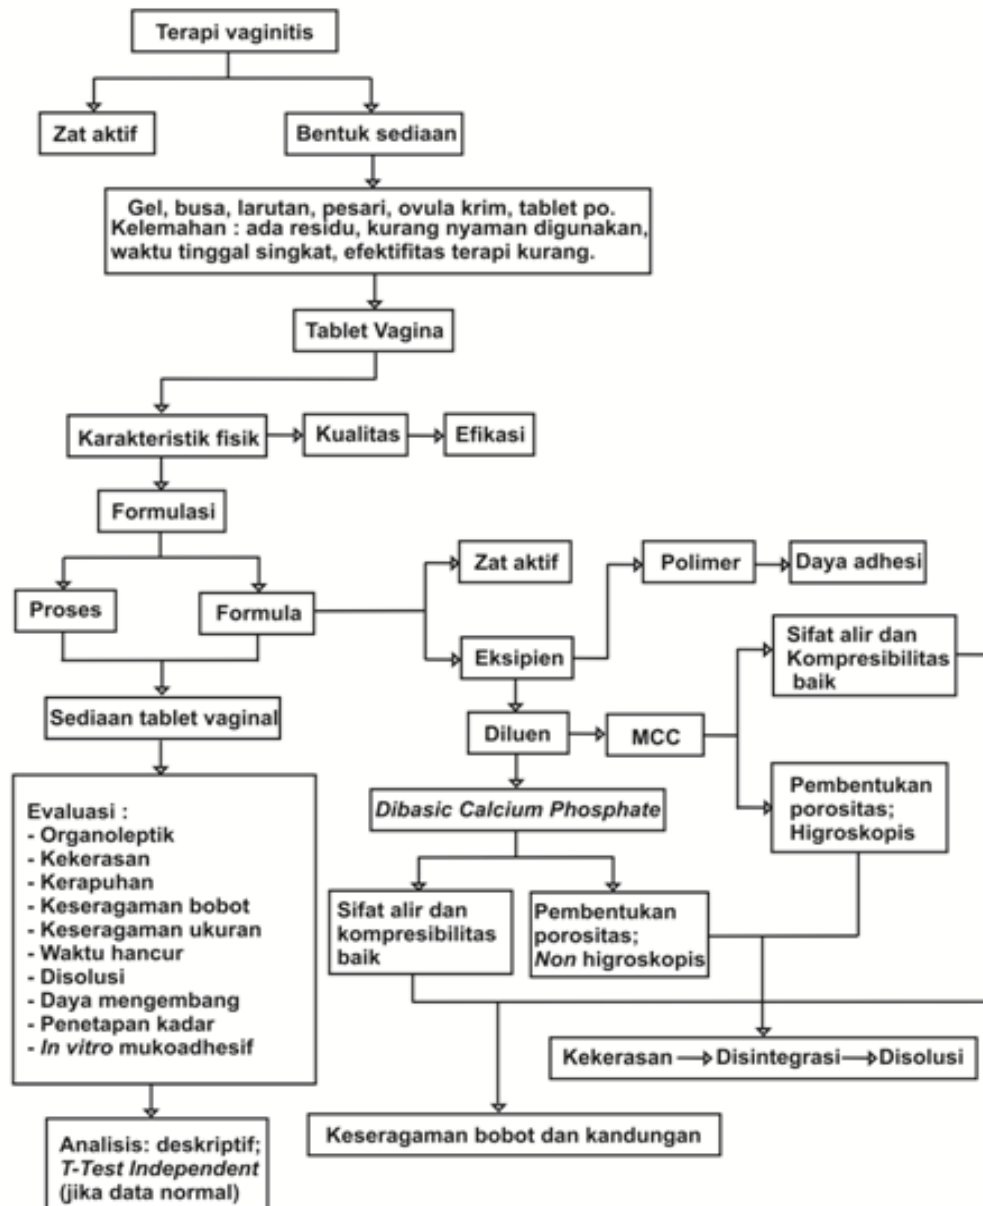 Terapi vaginitis
Zat aktif
Bentuk sediaan
Gel, busa, larutan, pesari, ovula krim, tablet po.
Kelemahan : ada residu, kurang nyaman digunakan,
waktu tinggal singkat, efektifitas terapi kurang.
Tablet Vagina
Karakteristik fisik
Kualitas
Efikasi
Formulasi
Proses
Formula
Zat aktif
Polimer
Daya adhesi
Eksipien
Sifat alir dan
Kompresibilitas
baik
Sediaan tablet vaginal
Diluen
MCC
Pembentukan
porositas;
Higroskopis
Dibasic Calcium Phosphate
Evaluasi :
- Organoleptik
- Kekerasan
- Kerapuhan
- Keseragaman bobot
- Keseragaman ukuran
- Waktu hancur
- Disolusi
- Daya mengembang
- Penetapan kadar
- In vitro mukoadhesif
Sifat alir dan
kompresibilitas
baik
Pembentukan
porositas;
Non higroskopis
Kekerasan Disintegrasi Disolusi
Keseragaman bobot dan kandungan
Analisis: deskriptif;
T-Test Independent
(jika data normal)